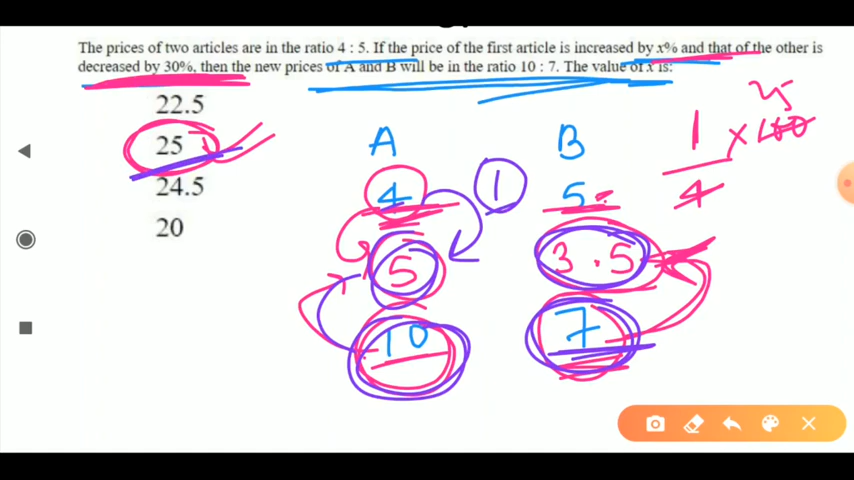 The prices of two articles are in the ratio 4 : 5. If the price of the first article is increased by x% and that of the other is
decreased by 30%, then the new prices of A and B will be in the ratio 10 : 7. The value of x is:
22.5
25
24.5
20
A B
4 1 5
5 3.5
10 7
1/4 × 100
25